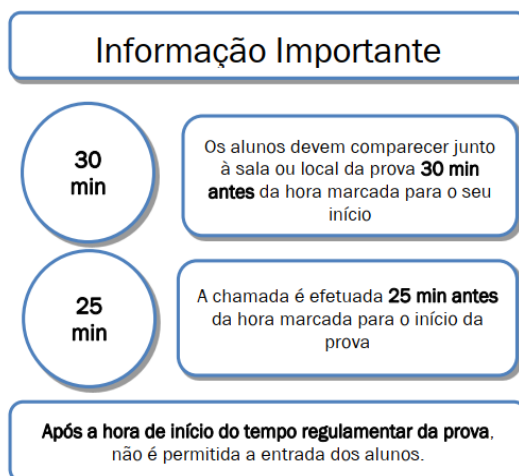 Informação Importante
30
min
Os alunos devem comparecer junto
à sala ou local da prova 30 min
antes da hora marcada para o seu
início
25
min
A chamada é efetuada 25 min antes
da hora marcada para o início da
prova
Após a hora de início do tempo regulamentar da prova,
não é permitida a entrada dos alunos.